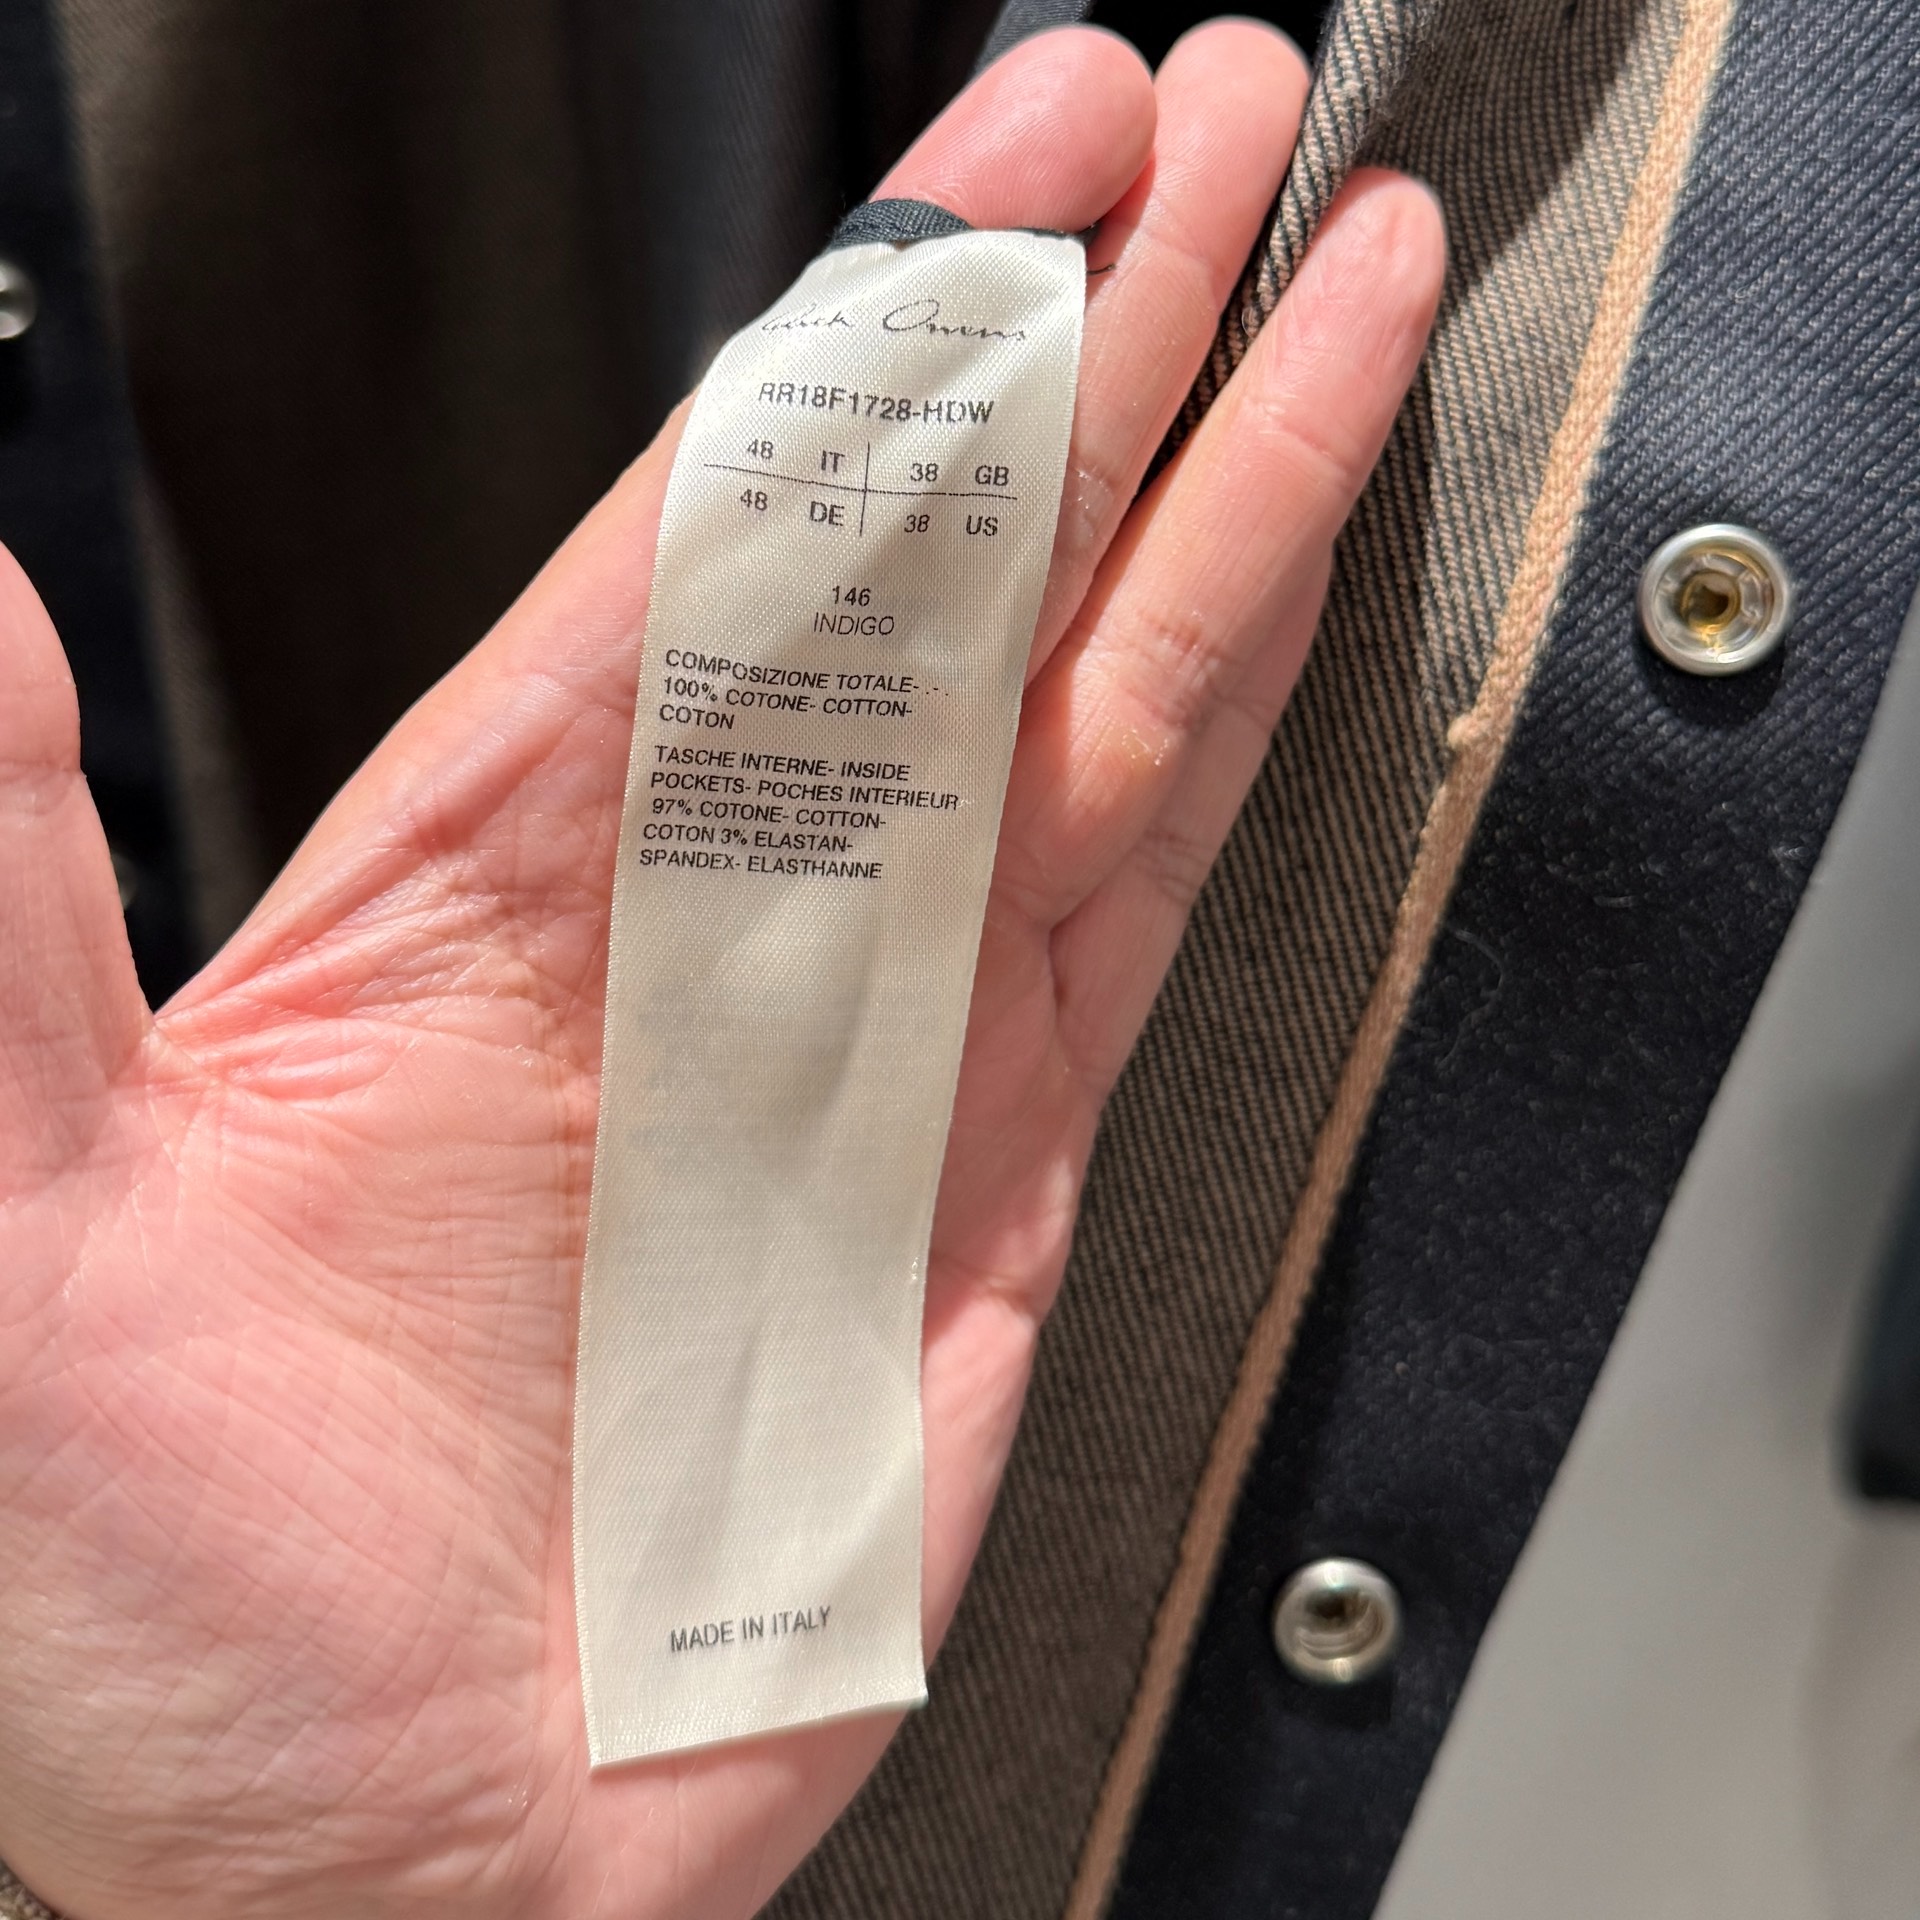 Rick Owens
RR18F1728-HDW
48 IT 38 GB
48 DE 38 US
146
INDIGO
COMPOSIZIONE TOTALE- . - .
100% COTONE- COTTON-
COTON
TASCHE INTERNE- INSIDE
POCKETS- POCHES INTERIEUR
97% COTONE- COTTON-
COTON 3% ELASTAN-
SPANDEX- ELASTHANNE
MADE IN ITALY